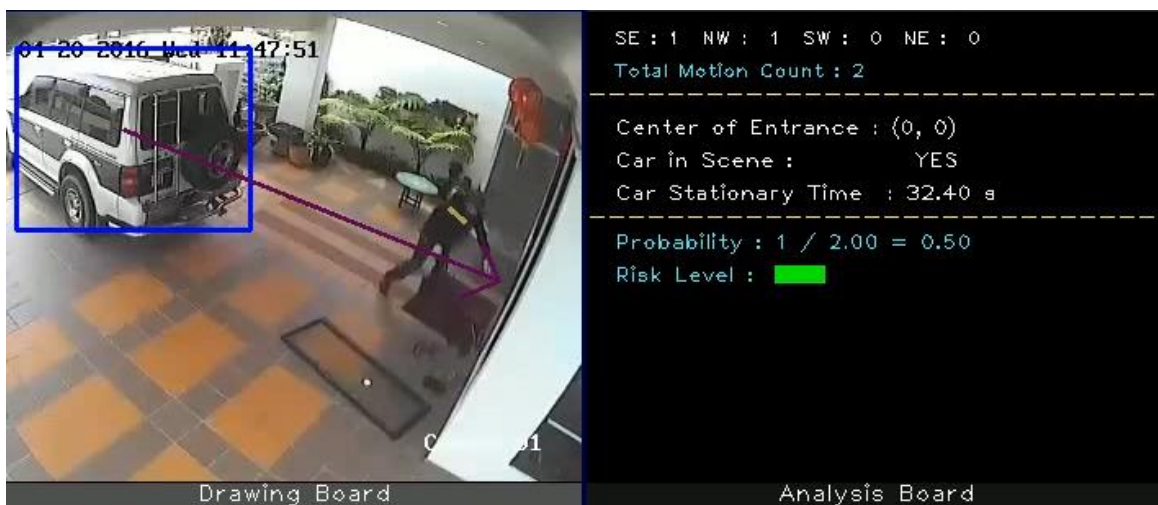 01-20-2016 Wed 11:47:51
SE : 1 NW : 1 SW : 0 NE : 0
Total Motion Count : 2
Center of Entrance : (0, 0)
Car in Scene : YES
Car Stationary Time : 32.40 s
Probability : 1 / 2.00 = 0.50
Risk Level :
Drawing Board
Analysis Board